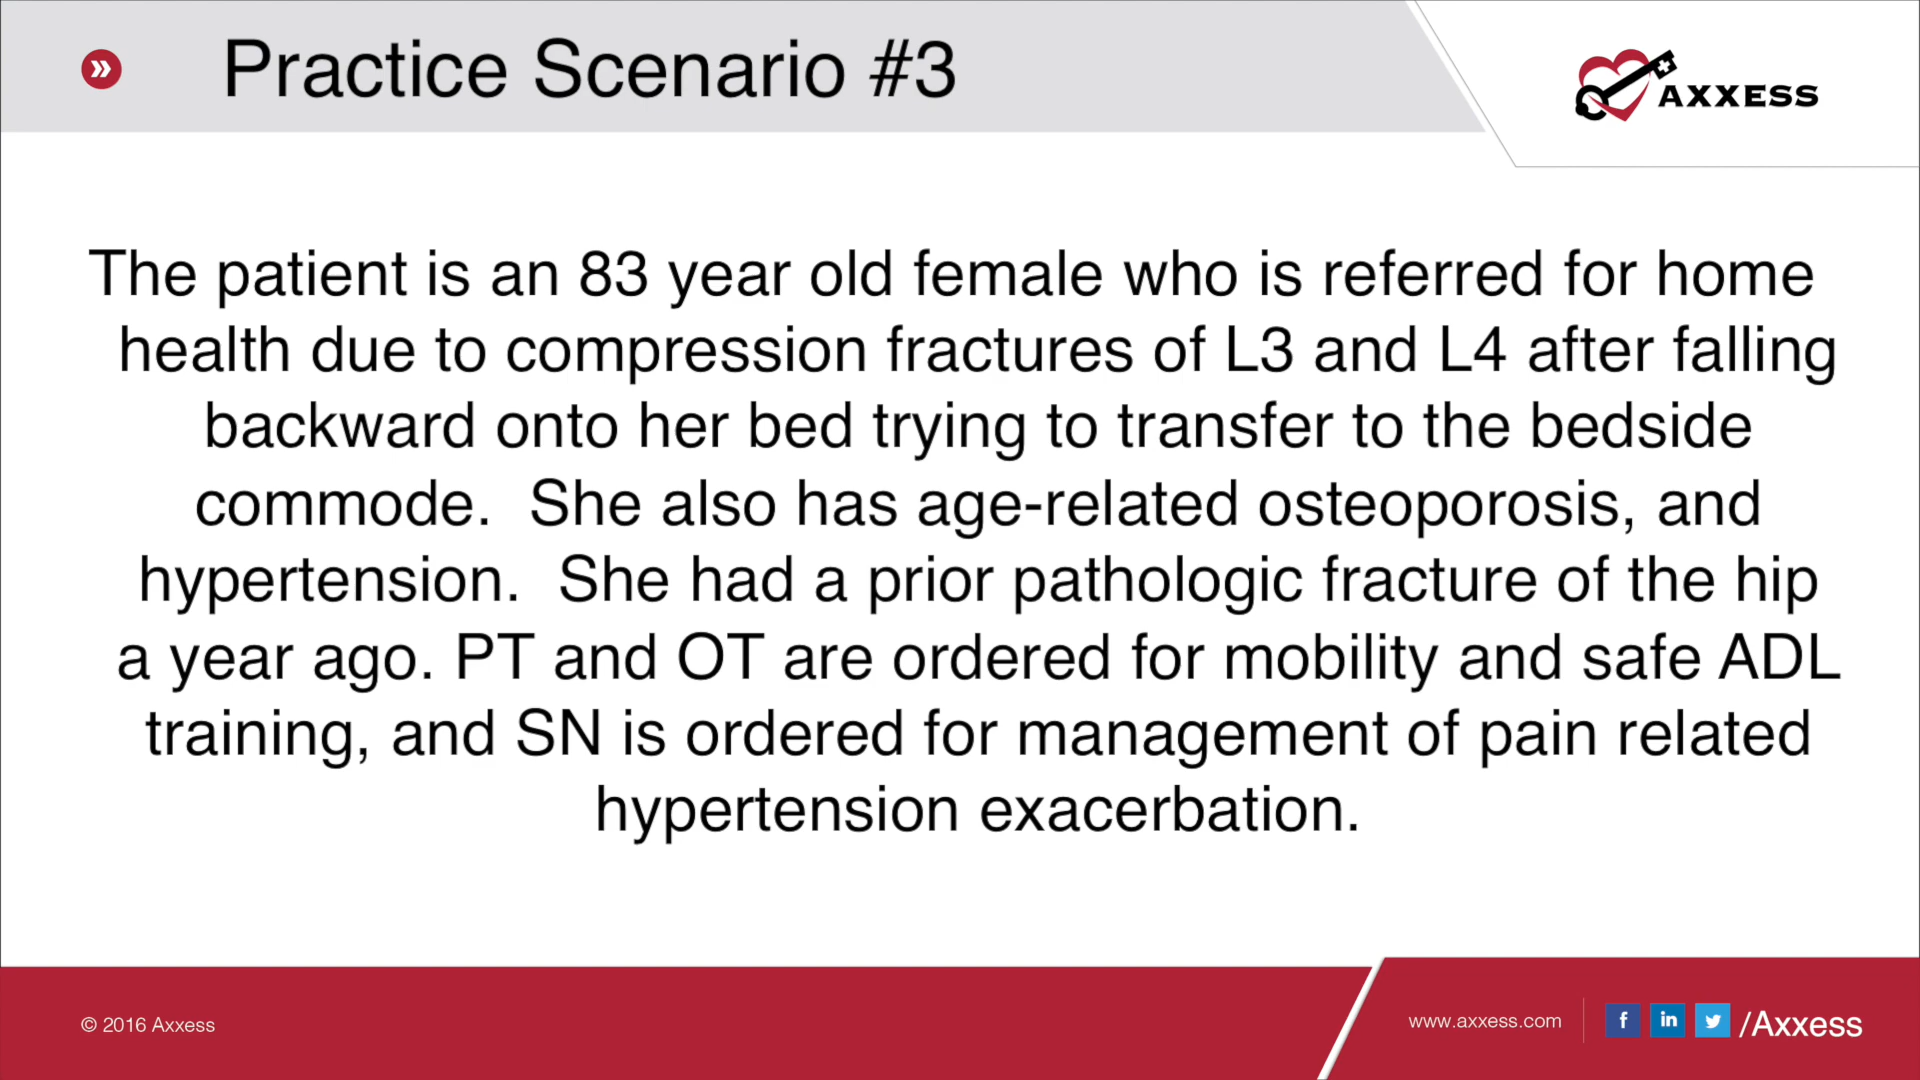 Practice Scenario #3
AXXESS
The patient is an 83 year old female who is referred for home
health due to compression fractures of L3 and L4 after falling
backward onto her bed trying to transfer to the bedside
commode.  She also has age-related osteoporosis, and
hypertension.  She had a prior pathologic fracture of the hip
a year ago. PT and OT are ordered for mobility and safe ADL
training, and SN is ordered for management of pain related
hypertension exacerbation.
© 2016 Axxess
www.axxess.com
/Axxess